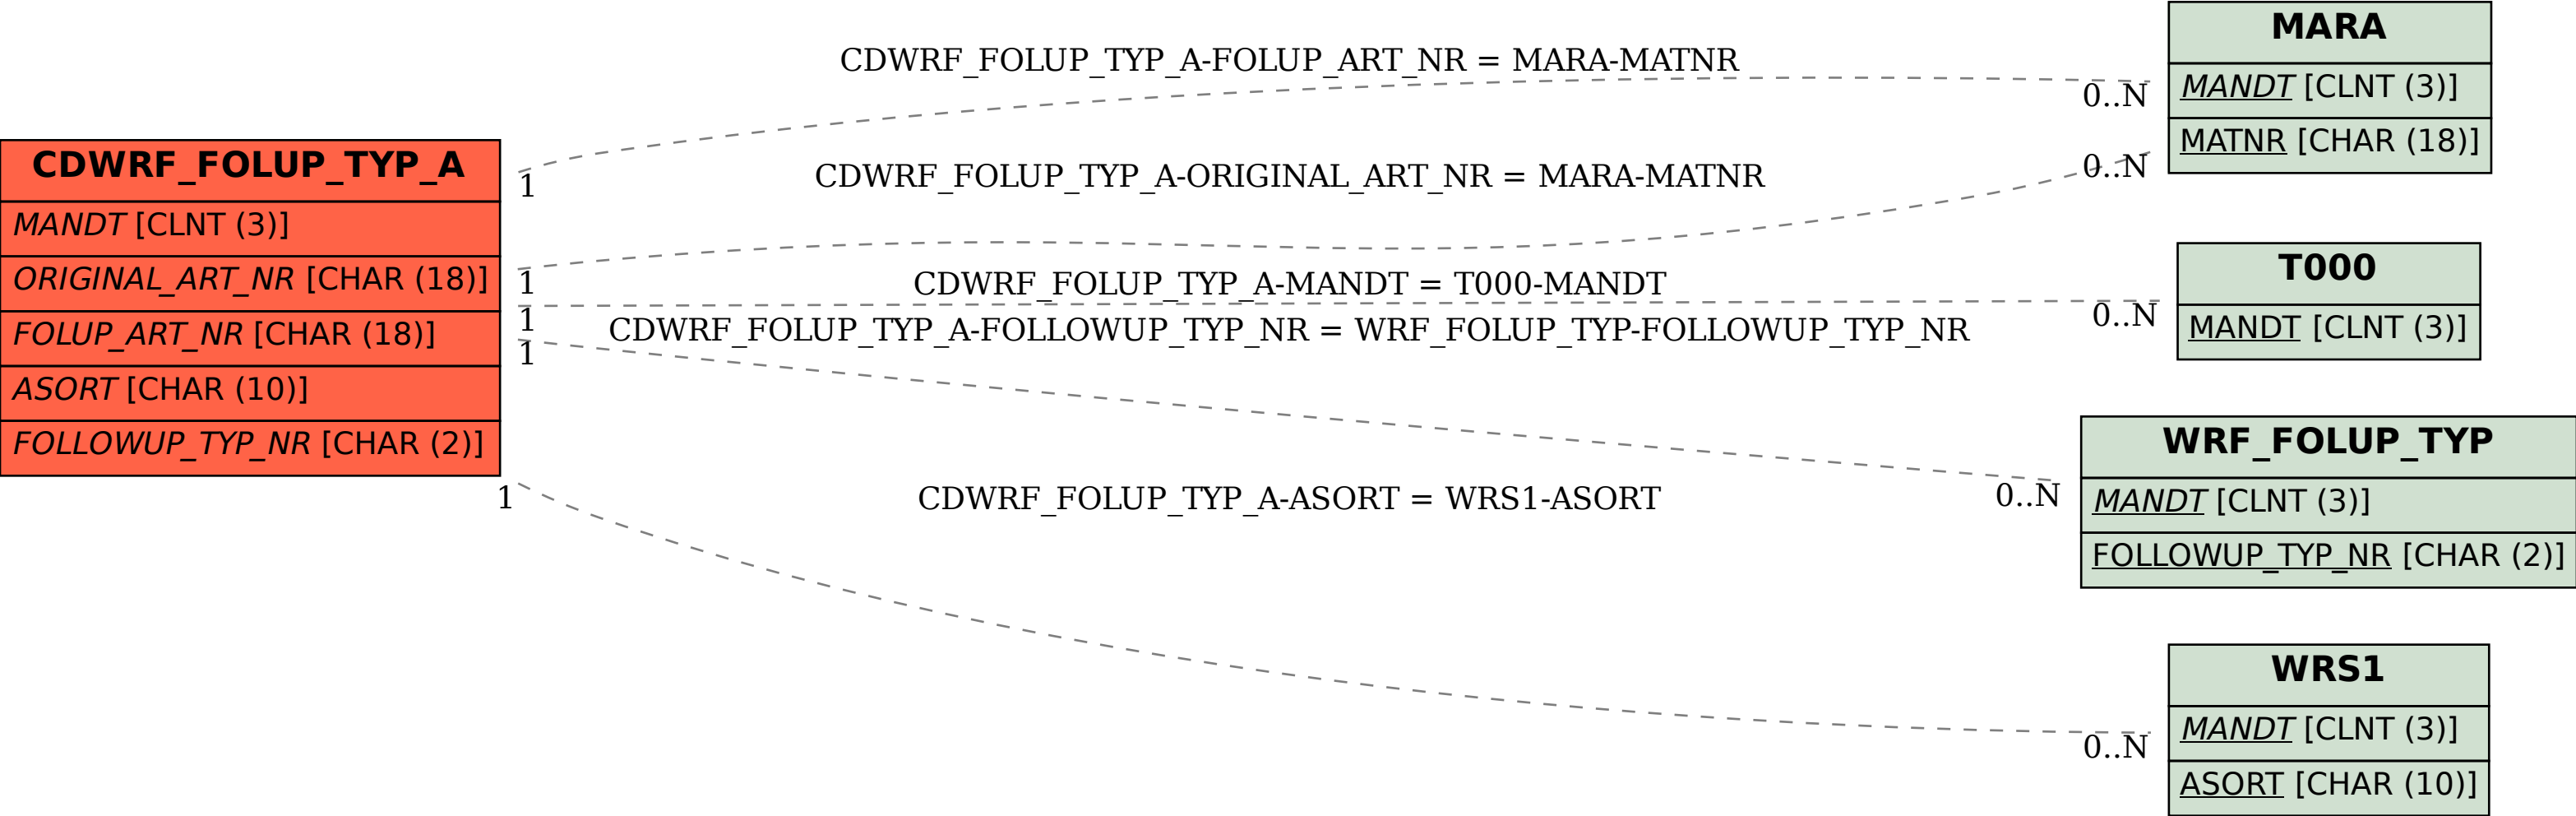 CDWRF_FOLUP_TYP_A
MANDT [CLNT (3)]
ORIGINAL_ART_NR [CHAR (18)]
FOLUP_ART_NR [CHAR (18)]
ASORT [CHAR (10)]
FOLLOWUP_TYP_NR [CHAR (2)]
CDWRF_FOLUP_TYP_A-FOLUP_ART_NR = MARA-MATNR
1
0..N
CDWRF_FOLUP_TYP_A-ORIGINAL_ART_NR = MARA-MATNR
1
0..N
CDWRF_FOLUP_TYP_A-MANDT = T000-MANDT
1
0..N
CDWRF_FOLUP_TYP_A-FOLLOWUP_TYP_NR = WRF_FOLUP_TYP-FOLLOWUP_TYP_NR
1
0..N
CDWRF_FOLUP_TYP_A-ASORT = WRS1-ASORT
1
0..N
MARA
MANDT [CLNT (3)]
MATNR [CHAR (18)]
T000
MANDT [CLNT (3)]
WRF_FOLUP_TYP
MANDT [CLNT (3)]
FOLLOWUP_TYP_NR [CHAR (2)]
WRS1
MANDT [CLNT (3)]
ASORT [CHAR (10)]